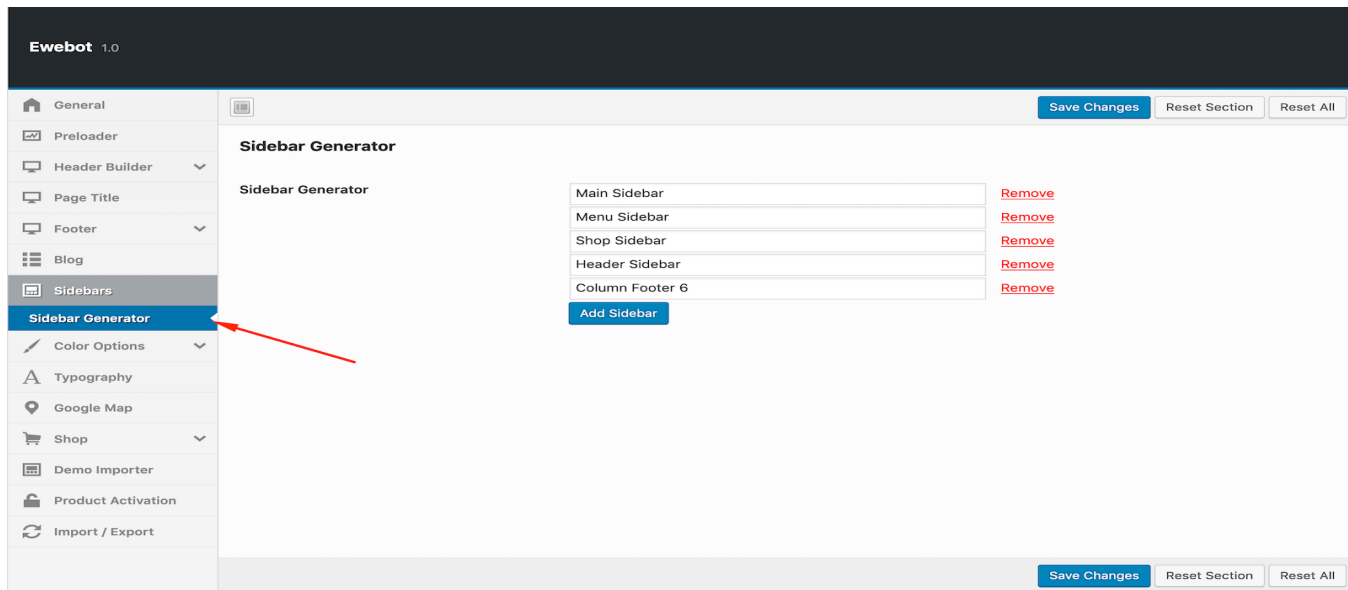 Ewebot 1.0
General
Preloader
Header Builder
Page Title
Footer
Blog
Sidebars
Sidebar Generator
Color Options
Typography
Google Map
Shop
Demo Importer
Product Activation
Import / Export
Save Changes Reset Section Reset All
Sidebar Generator
Sidebar Generator
Main Sidebar Remove
Menu Sidebar Remove
Shop Sidebar Remove
Header Sidebar Remove
Column Footer 6 Remove
Add Sidebar
Save Changes Reset Section Reset All